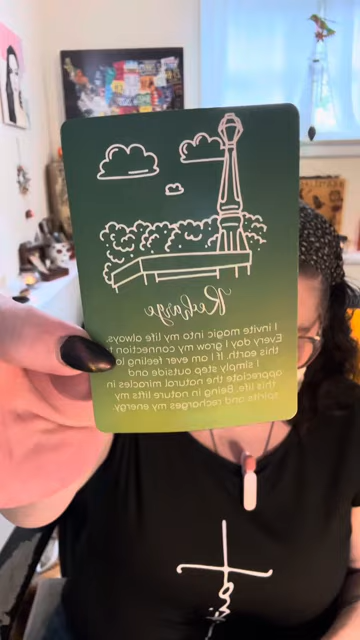 Recharge
I invite magic into my life always.
Every day I grow my connection
this earth. If I am ever feeling
I simply step outside and
appreciate the natural miracles in
this life. Being in nature lifts my
spirits and recharges my energy.